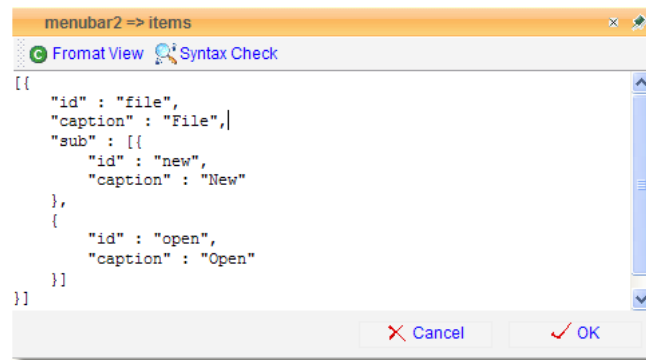 menubar2 => items
Fromat View Syntax Check
[{
    "id" : "file",
    "caption" : "File",
    "sub" : [{
        "id" : "new",
        "caption" : "New"
    },
    {
        "id" : "open",
        "caption" : "Open"
    }]
}]
Cancel OK